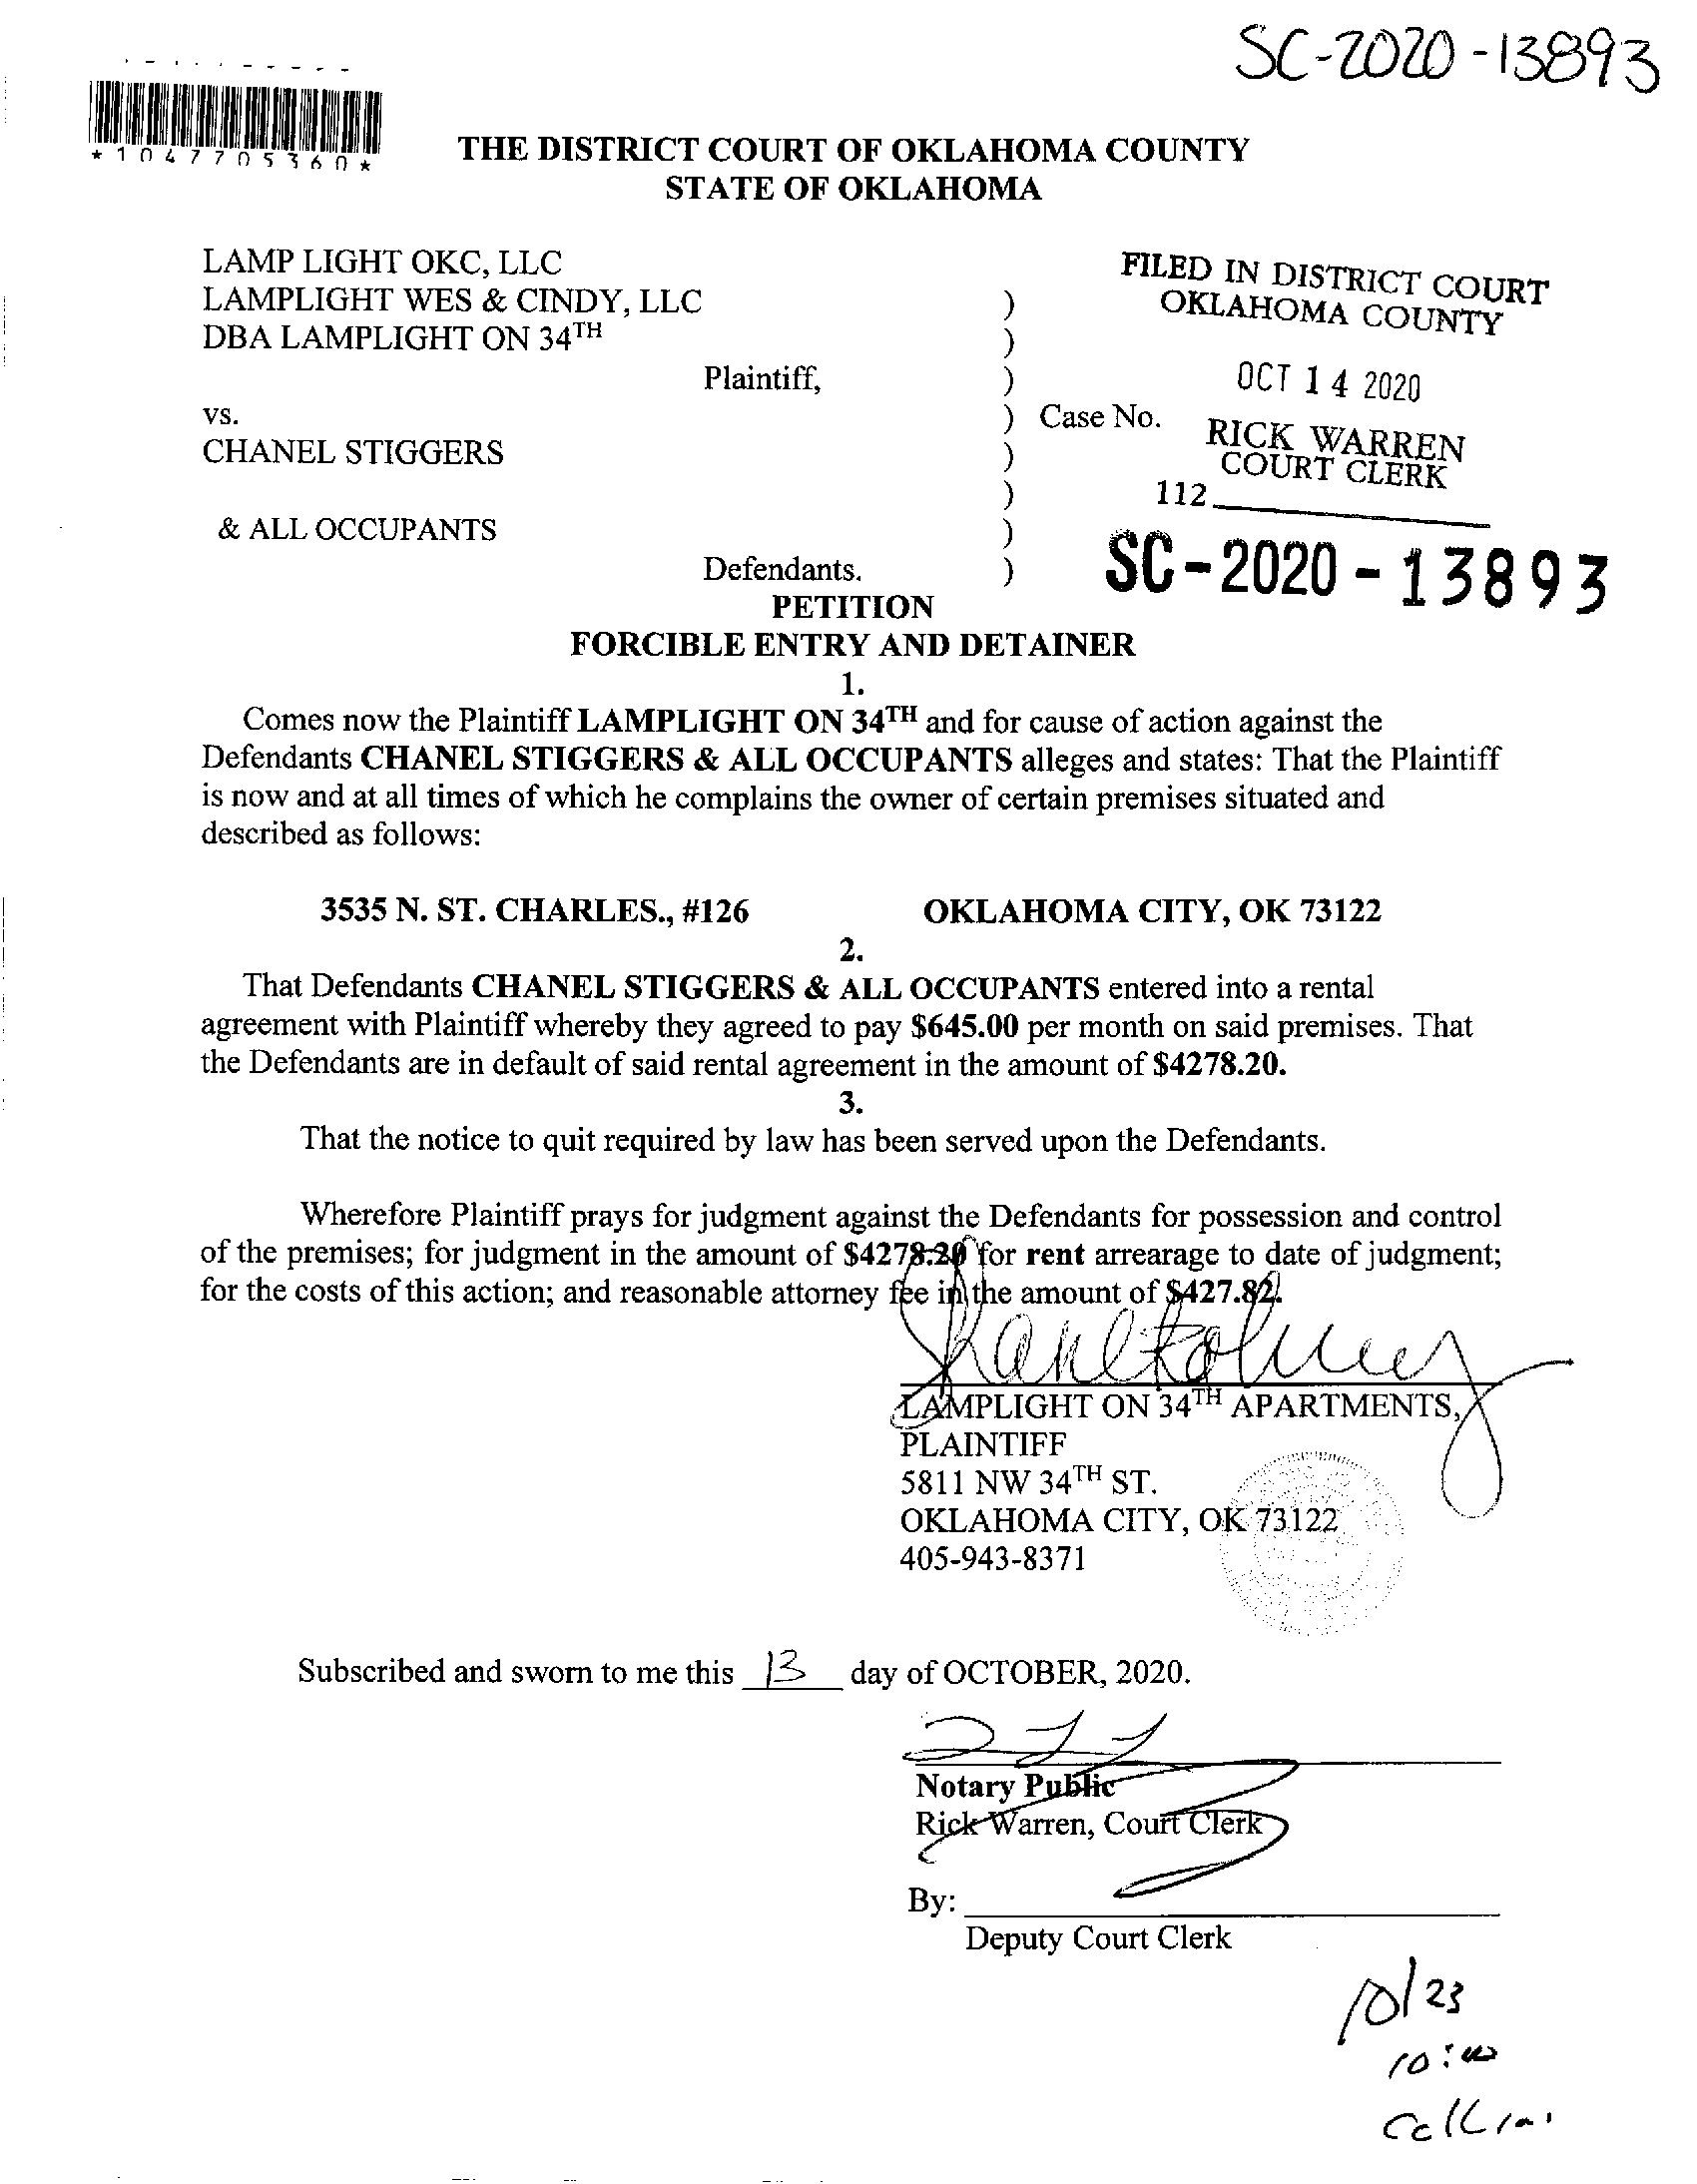 SC-2020-13893
*1047705360*
THE DISTRICT COURT OF OKLAHOMA COUNTY
STATE OF OKLAHOMA
LAMP LIGHT OKC, LLC
LAMPLIGHT WES & CINDY, LLC )
DBA LAMPLIGHT ON 34TH )
Plaintiff, )
vs. ) Case No.
CHANEL STIGGERS )
)
& ALL OCCUPANTS )
Defendants. )
FILED IN DISTRICT COURT
OKLAHOMA COUNTY
OCT 14 2020
RICK WARREN
COURT CLERK
112
SC-2020-13893
PETITION
FORCIBLE ENTRY AND DETAINER
1.
Comes now the Plaintiff LAMPLIGHT ON 34TH and for cause of action against the
Defendants CHANEL STIGGERS & ALL OCCUPANTS alleges and states: That the Plaintiff
is now and at all times of which he complains the owner of certain premises situated and
described as follows:
3535 N. ST. CHARLES., #126 OKLAHOMA CITY, OK 73122
2.
That Defendants CHANEL STIGGERS & ALL OCCUPANTS entered into a rental
agreement with Plaintiff whereby they agreed to pay $645.00 per month on said premises. That
the Defendants are in default of said rental agreement in the amount of $4278.20.
3.
That the notice to quit required by law has been served upon the Defendants.
Wherefore Plaintiff prays for judgment against the Defendants for possession and control
of the premises; for judgment in the amount of $4278.20 for rent arrearage to date of judgment;
for the costs of this action; and reasonable attorney fee in the amount of $427.82.
LAMPLIGHT ON 34TH APARTMENTS,
PLAINTIFF
5811 NW 34TH ST.
OKLAHOMA CITY, OK 73122
405-943-8371
Subscribed and sworn to me this 13 day of OCTOBER, 2020.
Notary Public
Rick Warren, Court Clerk
By:
Deputy Court Clerk
10/23
10:00